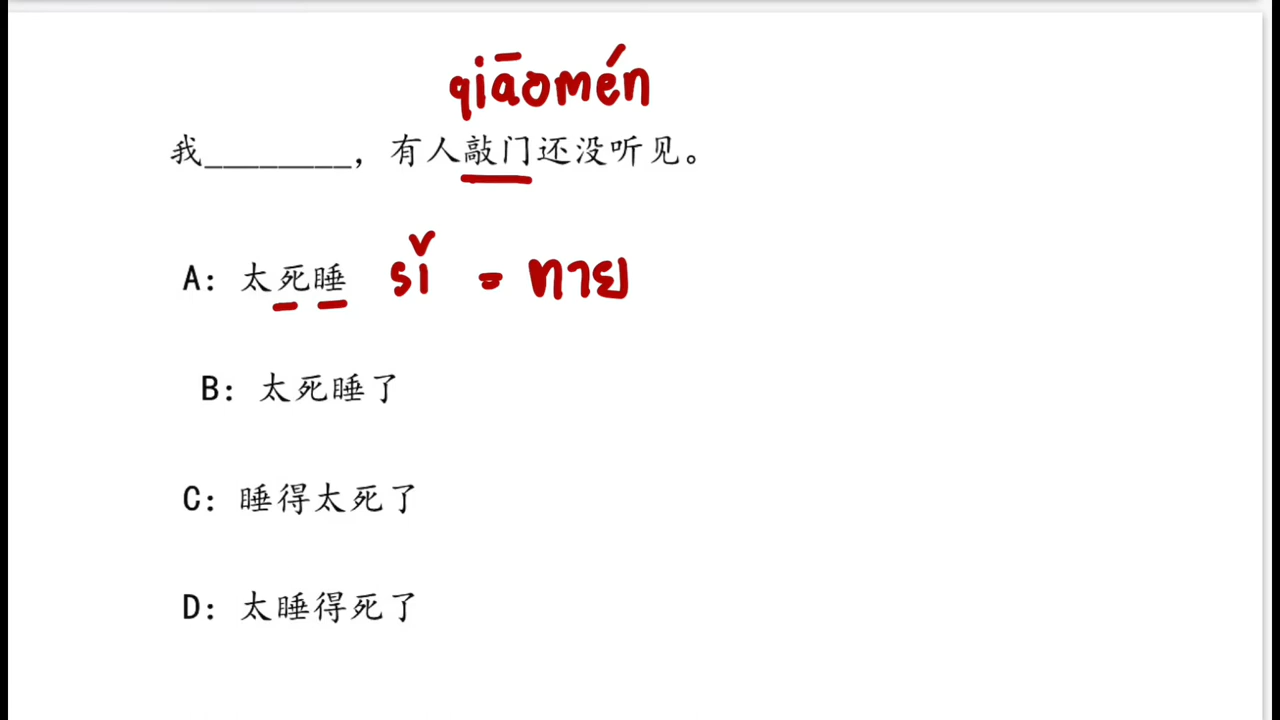 qiāomén
我________，有人敲门还没听见。
A：太死睡 sǐ = ทาย
B：太死睡了
C：睡得太死了
D：太睡得死了